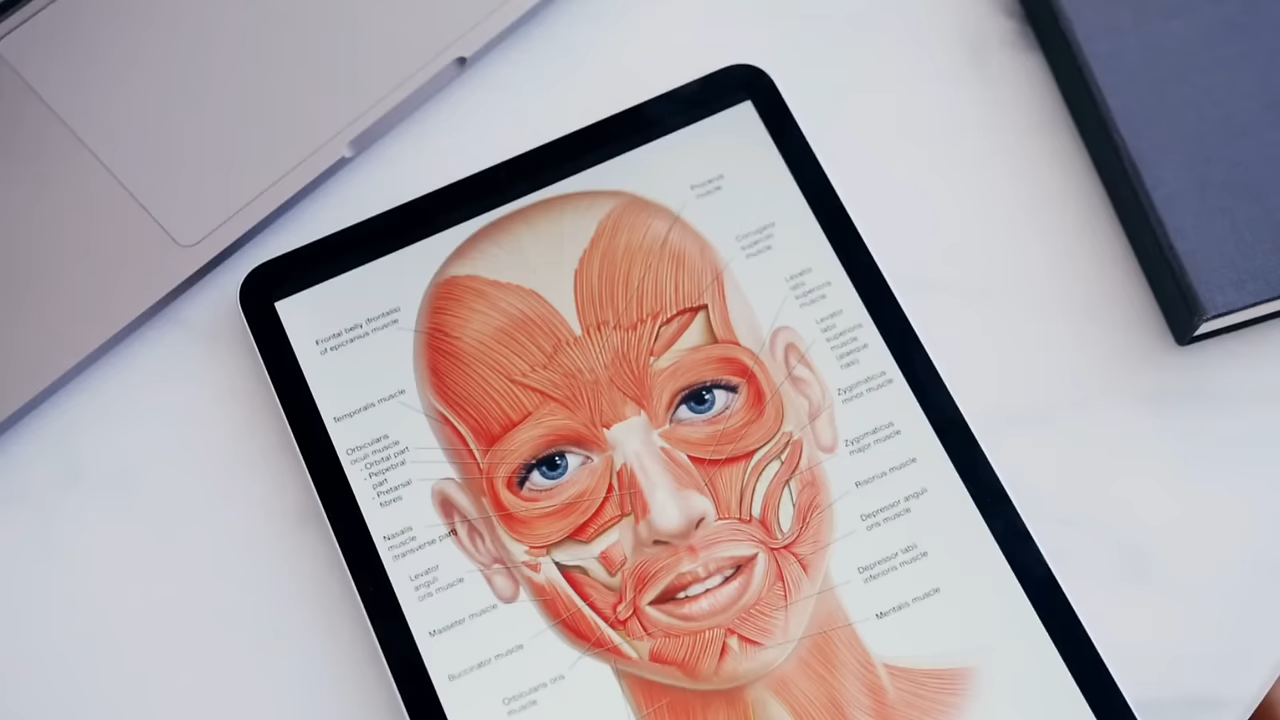 Frontal belly (frontalis)
of epicranius muscle
Temporalis muscle
Orbicularis
oculi muscle
- Orbital part
- Pelpebral
part
- Pretarsal
fibres
Nasalis
muscle
(transverse part)
Levator
anguli
oris muscle
Masseter muscle
Buccinator muscle
Orbicularis oris
muscle
Procerus
muscle
muscle
Levator
labii
superioris
muscle
Levator
labii
superioris
muscle
(alaeque
nasi)
Zygomaticus
minor muscle
Zygomaticus
major muscle
Risorius muscle
Depressor anguli
oris muscle
Depressor labii
inferioris muscle
Mentalis muscle